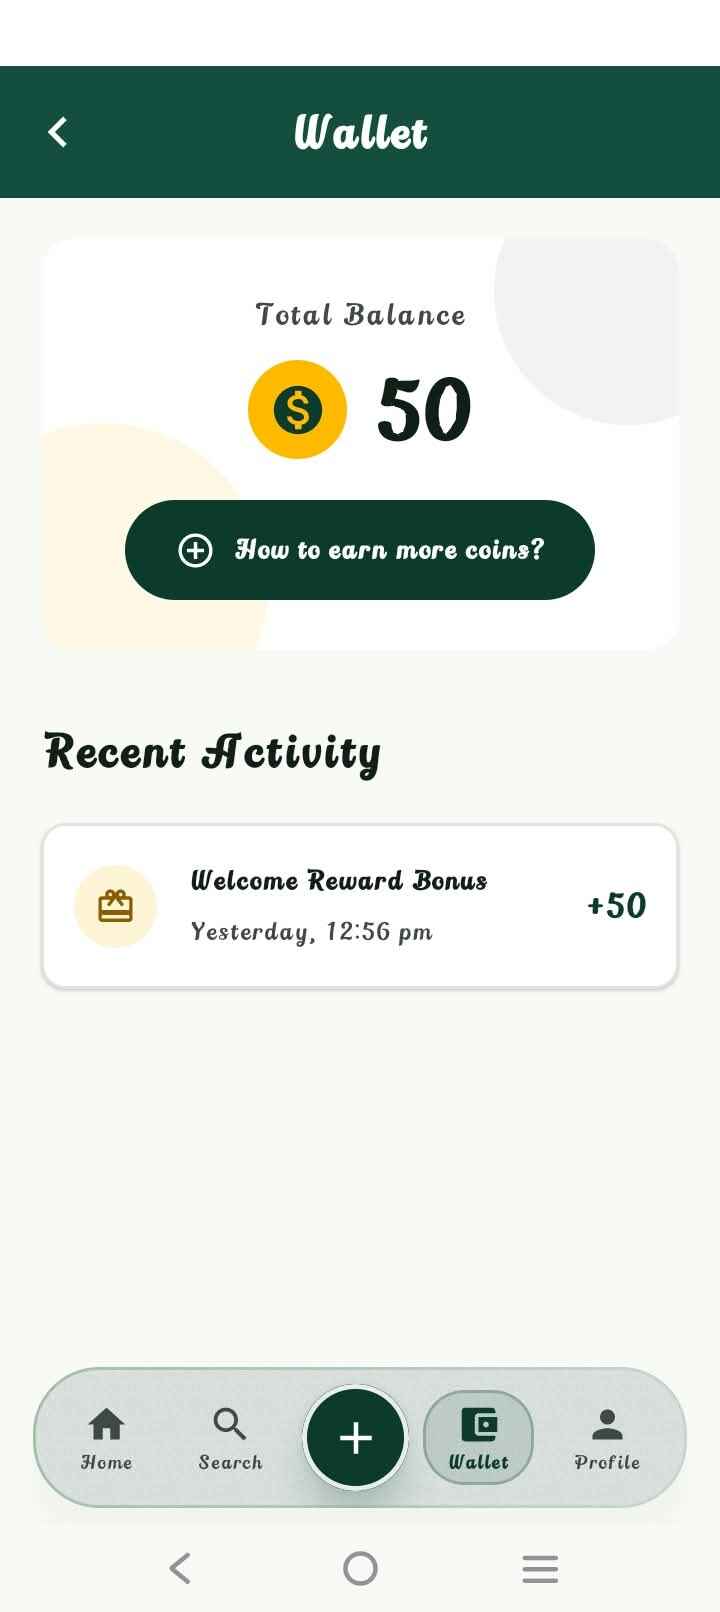 Wallet
Total Balance
50
How to earn more coins?
Recent Activity
Welcome Reward Bonus
Yesterday, 12:56 pm
+50
Home
Search
Wallet
Profile